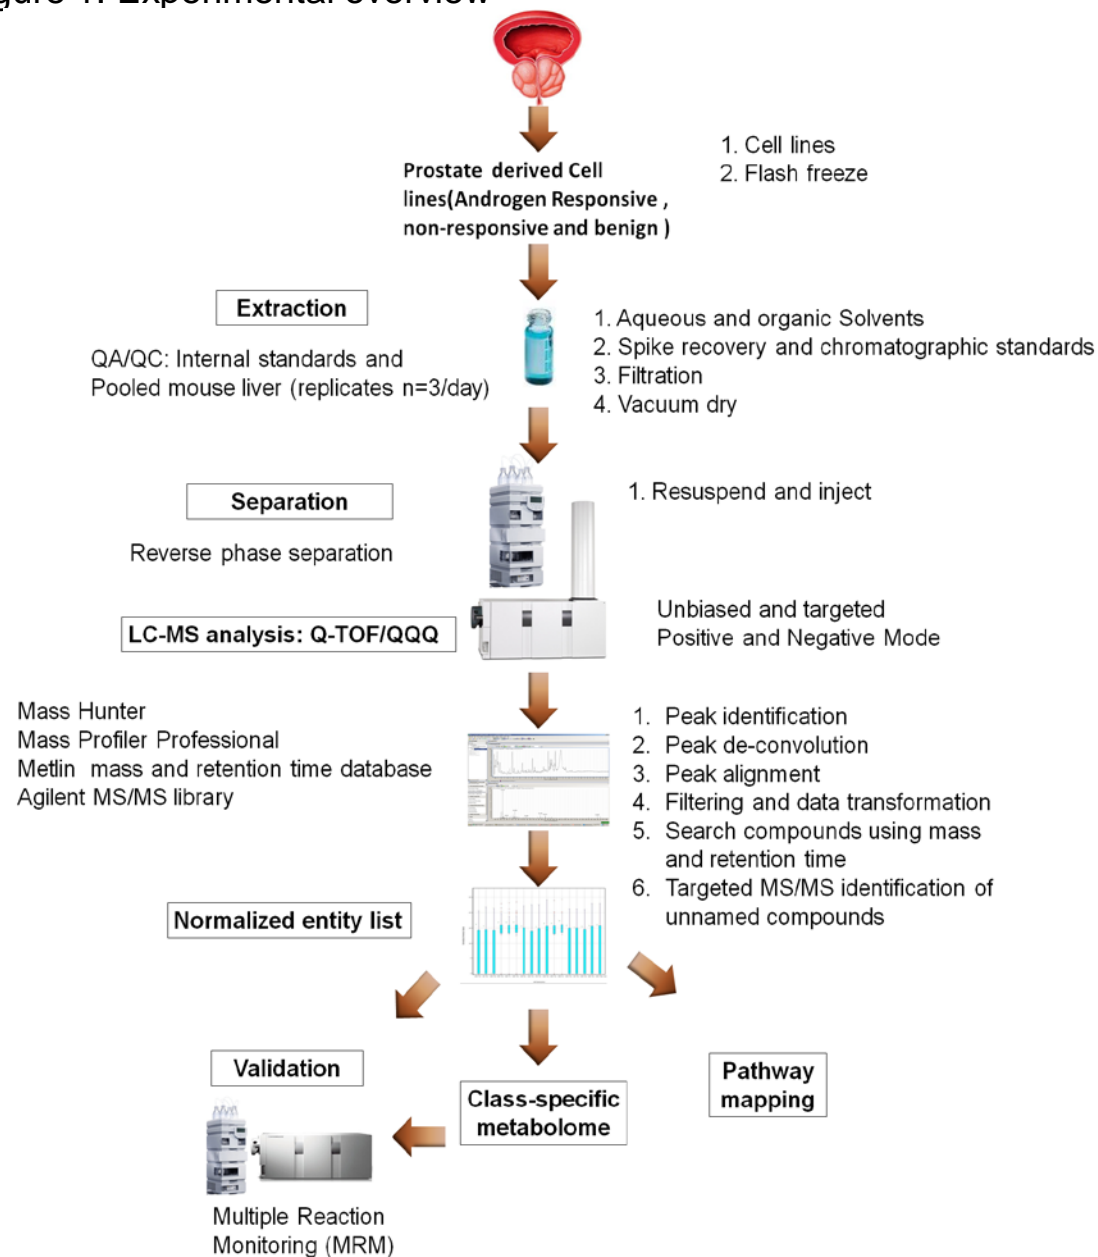 1. Experimental overview
1. Cell lines
2. Flash freeze
Prostate derived Cell
lines(Androgen Responsive ,
non-responsive and benign )
Extraction
QA/QC: Internal standards and
Pooled mouse liver (replicates n=3/day)
1. Aqueous and organic Solvents
2. Spike recovery and chromatographic standards
3. Filtration
4. Vacuum dry
Separation
Reverse phase separation
1. Resuspend and inject
LC-MS analysis: Q-TOF/QQQ
Unbiased and targeted
Positive and Negative Mode
Mass Hunter
Mass Profiler Professional
Metlin mass and retention time database
Agilent MS/MS library
1. Peak identification
2. Peak de-convolution
3. Peak alignment
4. Filtering and data transformation
5. Search compounds using mass
and retention time
6. Targeted MS/MS identification of
unnamed compounds
Normalized entity list
Validation
Class-specific
metabolome
Pathway
mapping
Multiple Reaction
Monitoring (MRM)